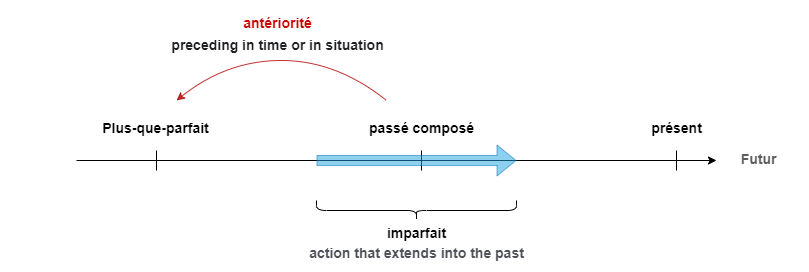 antériorité
preceding in time or in situation
Plus-que-parfait
passé composé
présent
Futur
imparfait
action that extends into the past